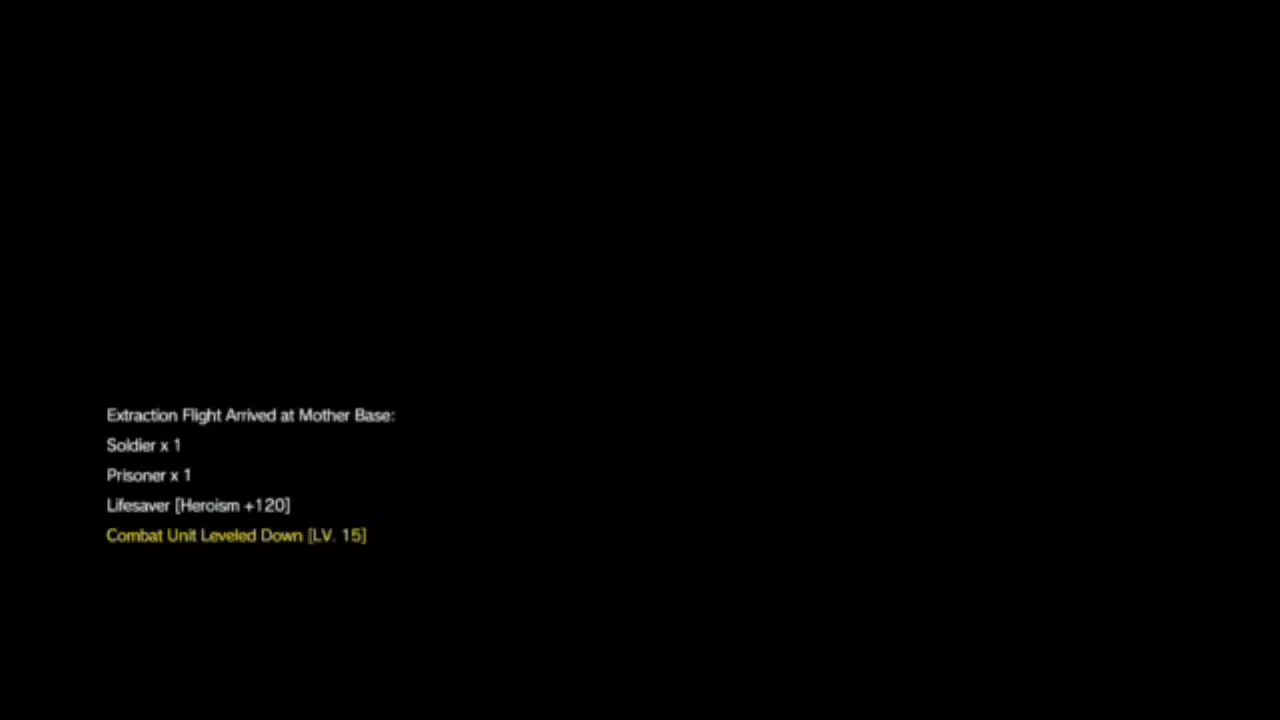 Extraction Flight Arrived at Mother Base:
Soldier x 1
Prisoner x 1
Lifesaver [Heroism +120]
Combat Unit Leveled Down [LV. 15]